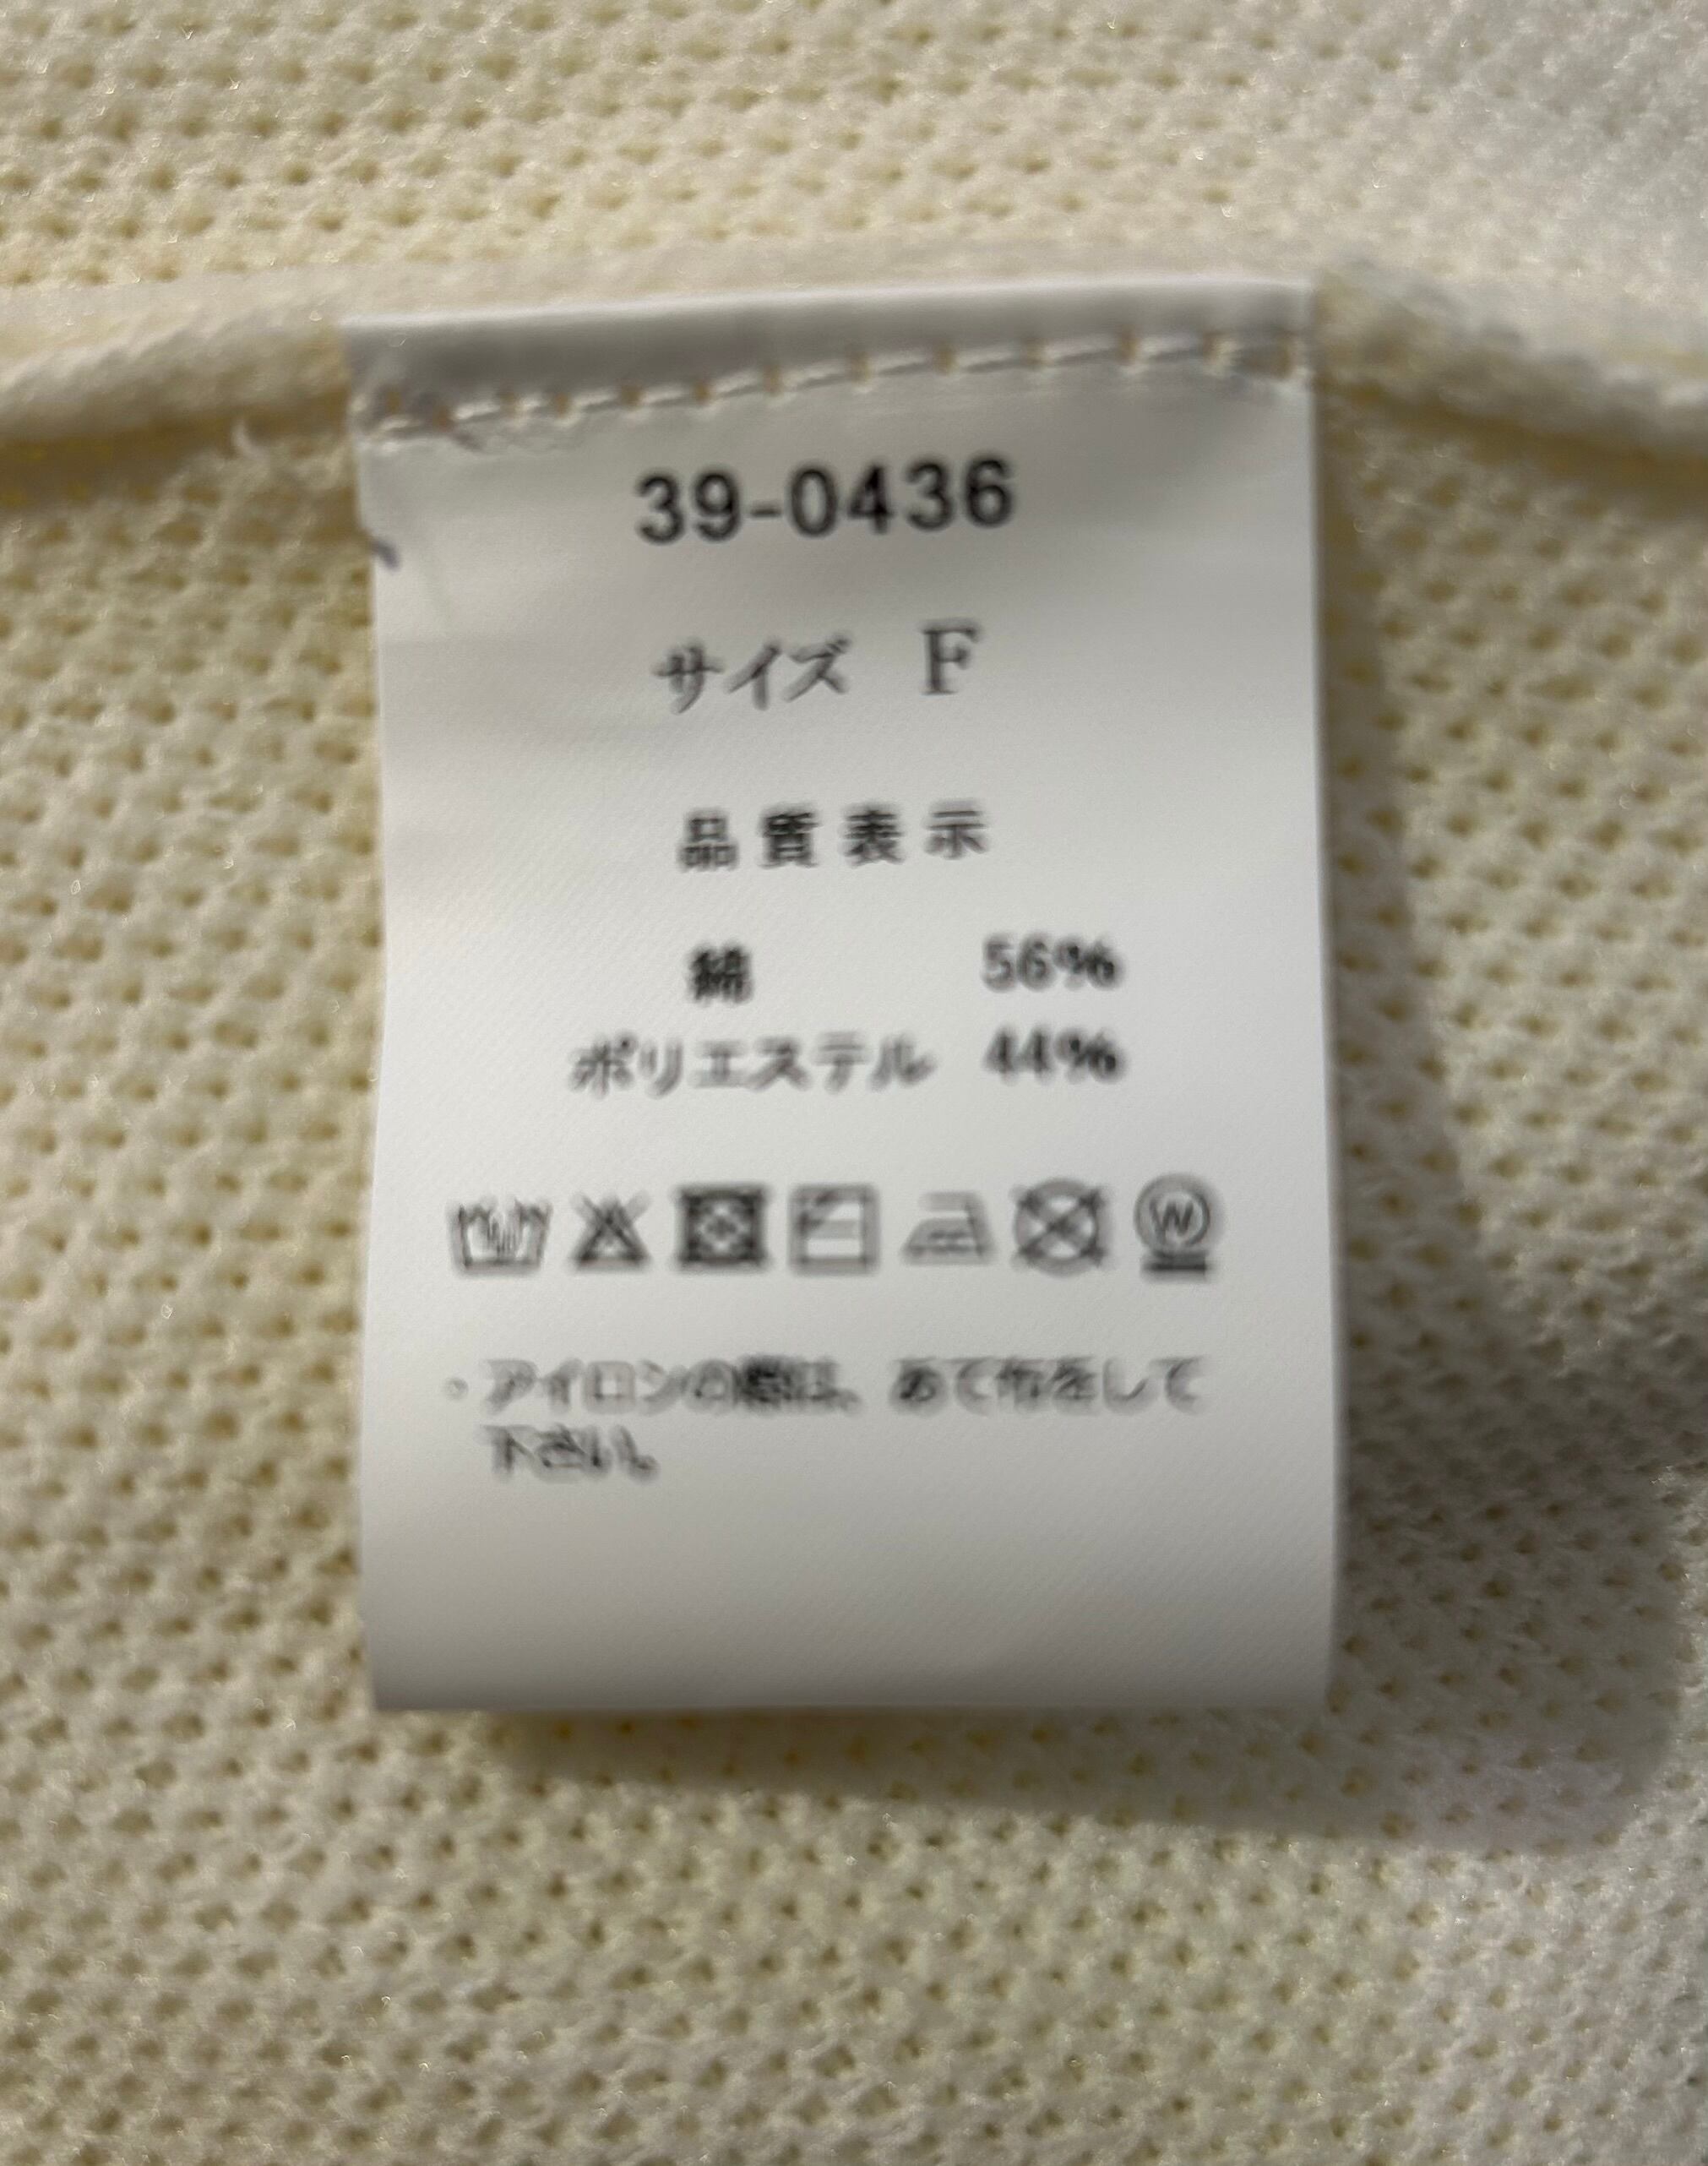 39-0436
サイズ F
品質表示
綿 56%
ポリエステル 44%
W
・アイロンの際は、あて布をして
下さい。